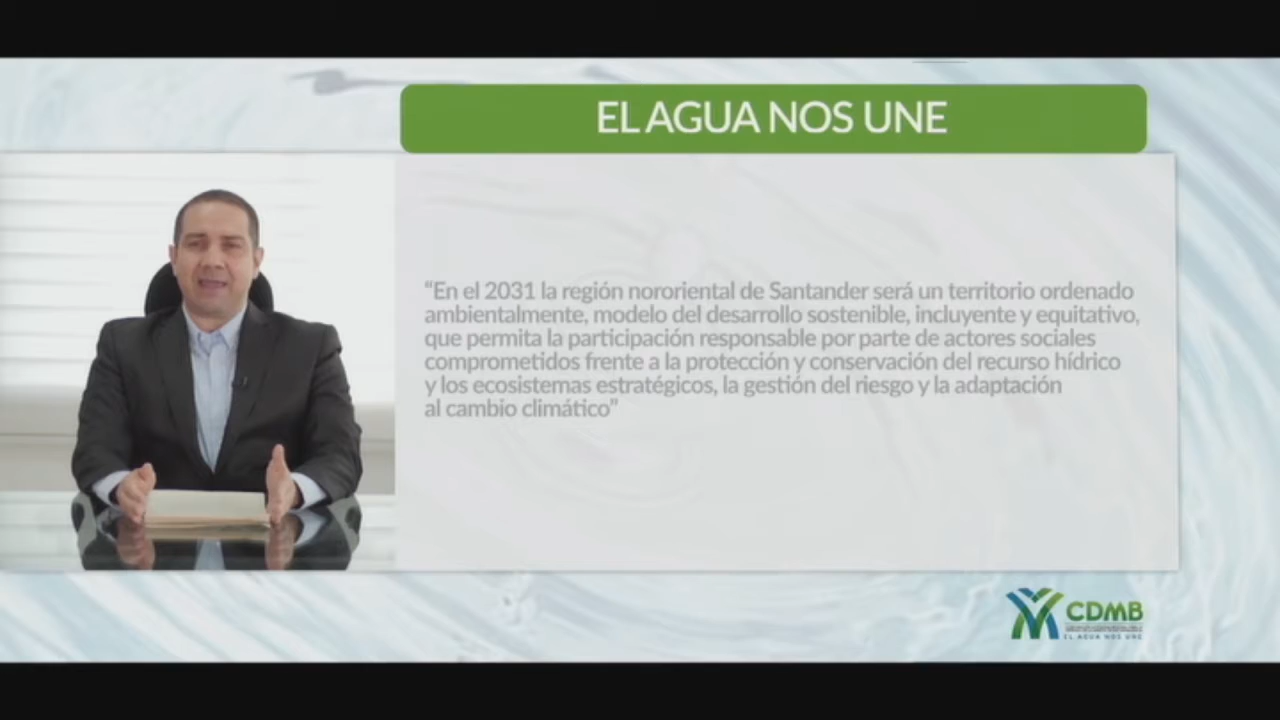 EL AGUA NOS UNE
“En el 2031 la región nororiental de Santander será un territorio ordenado
ambientalmente, modelo del desarrollo sostenible, incluyente y equitativo,
que permita la participación responsable por parte de actores sociales
comprometidos frente a la protección y conservación del recurso hídrico
y los ecosistemas estratégicos, la gestión del riesgo y la adaptación
al cambio climático”
CDMB
EL AGUA NOS UNE